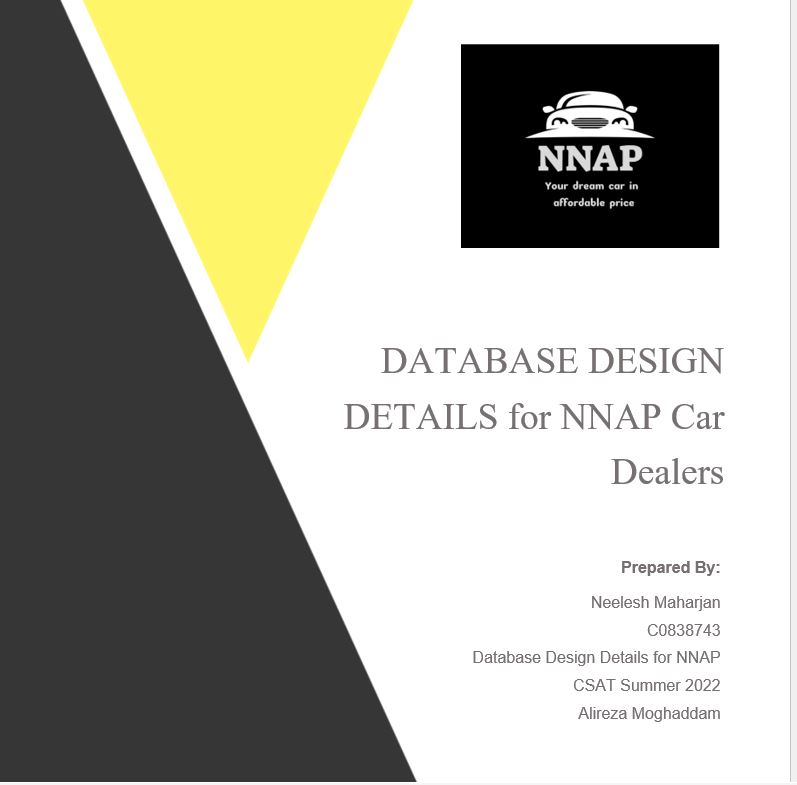 NNAP
Your dream car in
affordable price
DATABASE DESIGN
DETAILS for NNAP Car
Dealers
Prepared By:
Neelesh Maharjan
C0838743
Database Design Details for NNAP
CSAT Summer 2022
Alireza Moghaddam